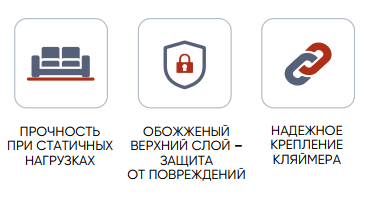 ПРОЧНОСТЬ
ПРИ СТАТИЧНЫХ
НАГРУЗКАХ
ОБОЖЖЕНЫЙ
ВЕРХНИЙ СЛОЙ –
ЗАЩИТА
ОТ ПОВРЕЖДЕНИЙ
НАДЕЖНОЕ
КРЕПЛЕНИЕ
КЛЯЙМЕРА